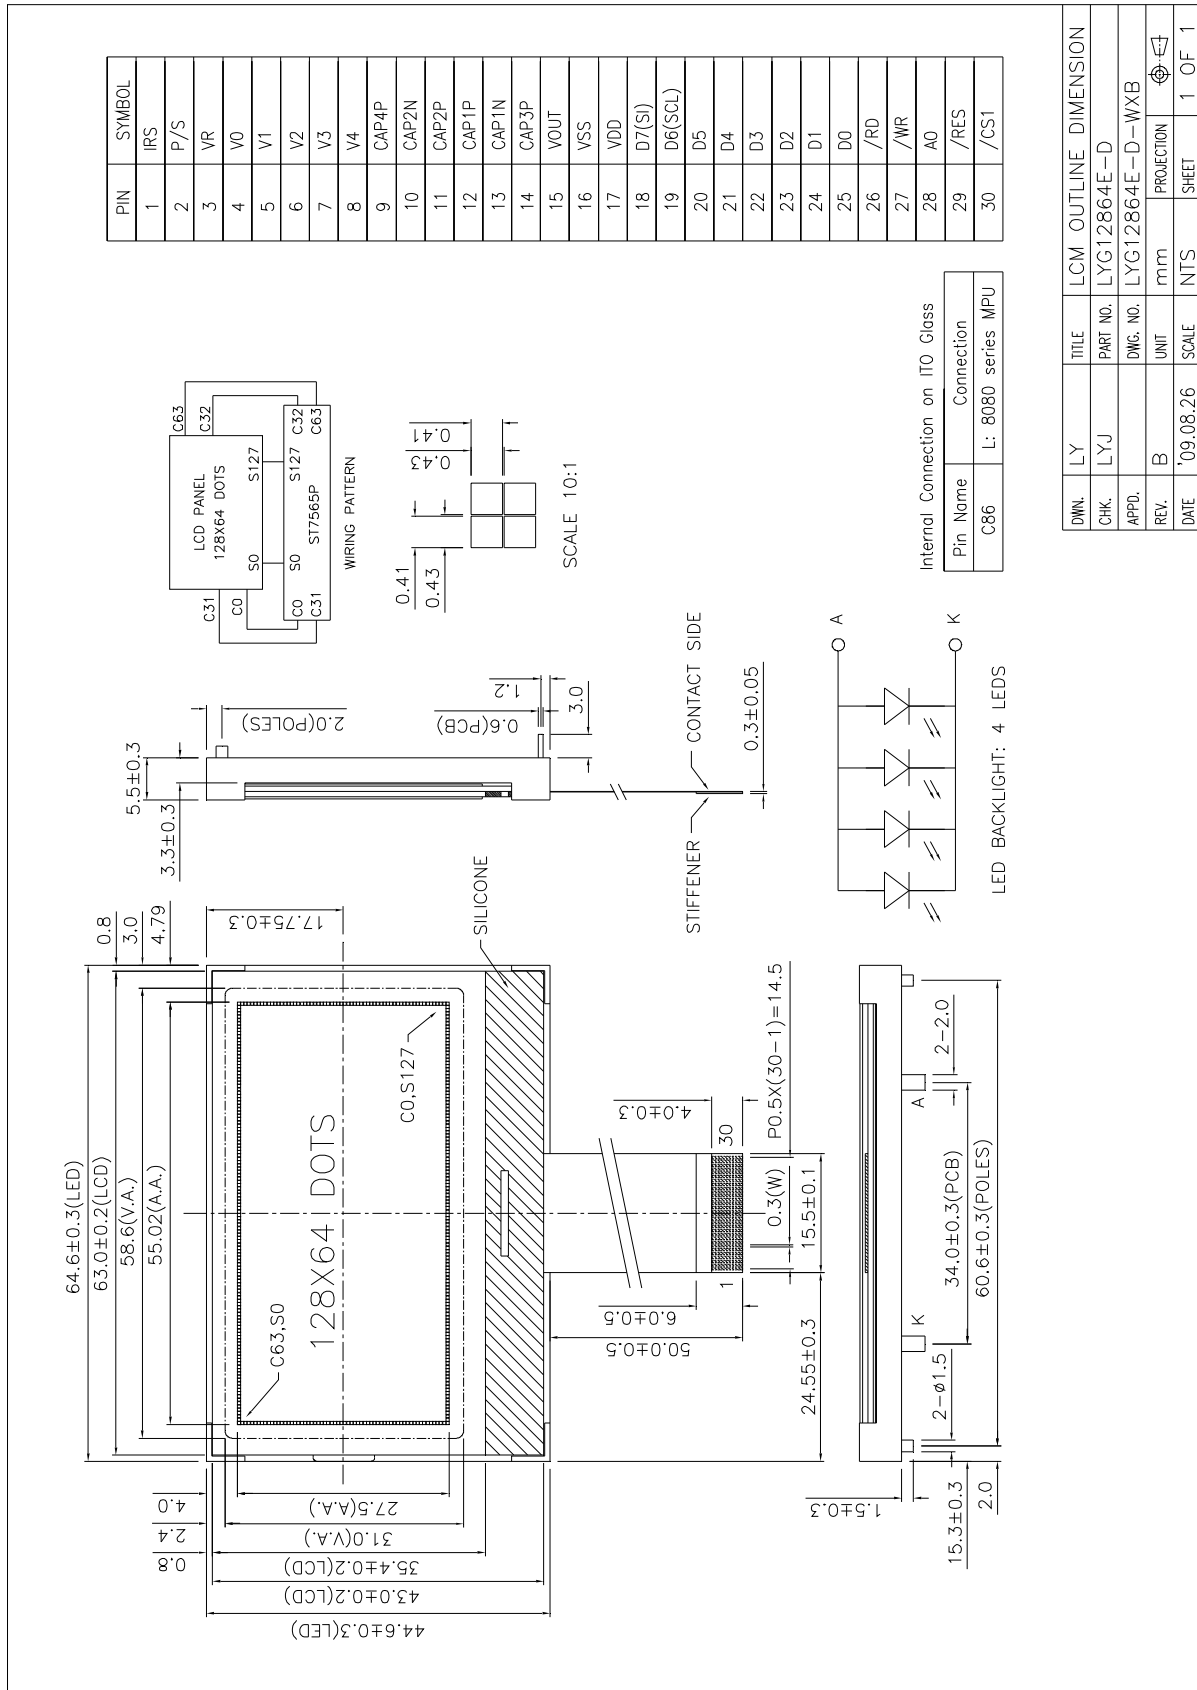 PIN SYMBOL
1 IRS
2 P/S
3 VR
4 V0
5 V1
6 V2
7 V3
8 V4
9 CAP4P
10 CAP2N
11 CAP2P
12 CAP1P
13 CAP1N
14 CAP3P
15 VOUT
16 VSS
17 VDD
18 D7(SI)
19 D6(SCL)
20 D5
21 D4
22 D3
23 D2
24 D1
25 D0
26 /RD
27 /WR
28 A0
29 /RES
30 /CS1
LCD PANEL
128X64 DOTS
C31
C0
S0
S127
C63
C32
C0
C31
S0
S127
C32
C63
ST7565P
WIRING PATTERN
0.41
0.43
0.43
0.41
SCALE 10:1
Internal Connection on ITO Glass
Pin Name Connection
C86 L: 8080 series MPU
5.5±0.3
3.3±0.3
2.0(POLES)
0.6(PCB)
1.2
3.0
STIFFENER
CONTACT SIDE
0.3±0.05
64.6±0.3(LED)
63.0±0.2(LCD)
58.6(V.A.)
55.02(A.A.)
0.8
3.0
4.79
17.75±0.3
SILICONE
C63,S0
128X64 DOTS
C0,S127
4.0
2.4
0.8
27.5(A.A.)
31.0(V.A.)
35.4±0.2(LCD)
43.0±0.2(LCD)
44.6±0.3(LED)
50.0±0.5
6.0±0.5
4.0±0.3
1
30
0.3(W)
P0.5X(30-1)=14.5
15.5±0.1
24.55±0.3
1.5±0.3
K
A
2-ø1.5
2-2.0
34.0±0.3(PCB)
60.6±0.3(POLES)
15.3±0.3
2.0
A
K
LED BACKLIGHT: 4 LEDS
DWN. LY TITLE LCM OUTLINE DIMENSION
CHK. LYJ PART NO. LYG12864E-D
APPD. DWG. NO. LYG12864E-D-WXB
REV. B UNIT mm PROJECTION
DATE '09.08.26 SCALE NTS SHEET 1 OF 1